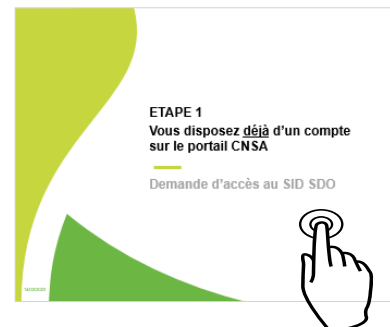 ETAPE 1
Vous disposez déjà d'un compte
sur le portail CNSA
Demande d'accès au SID SDO